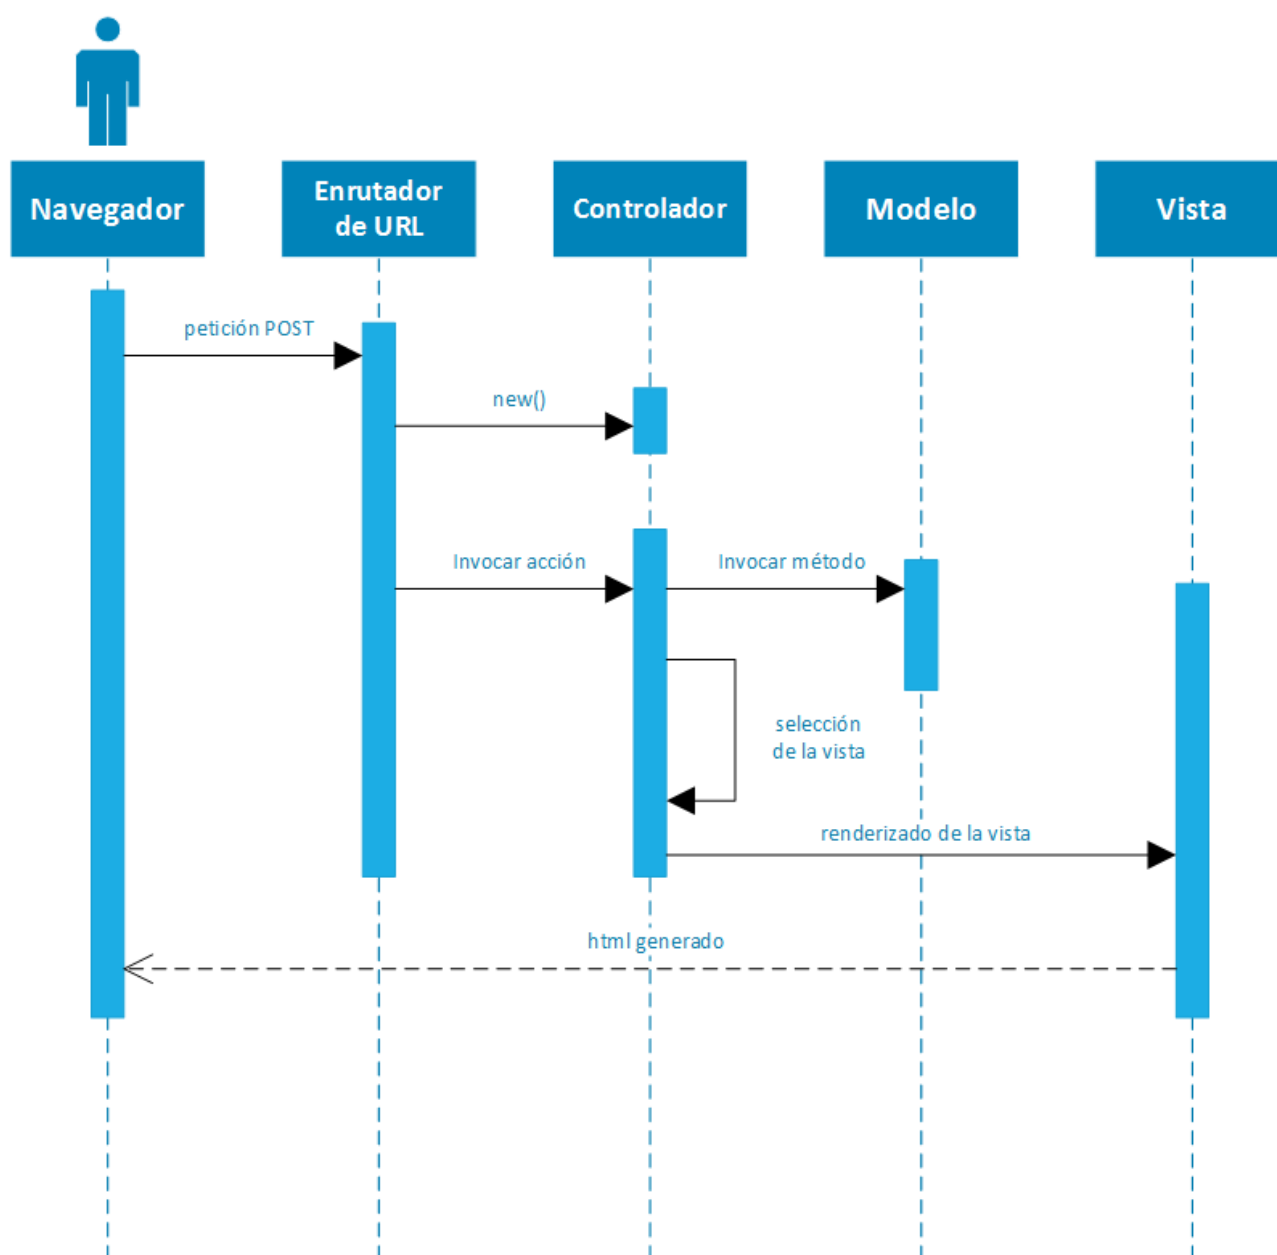 Navegador
Enrutador
de URL
Controlador
Modelo
Vista
petición POST
new()
Invocar acción
Invocar método
selección
de la vista
renderizado de la vista
html generado